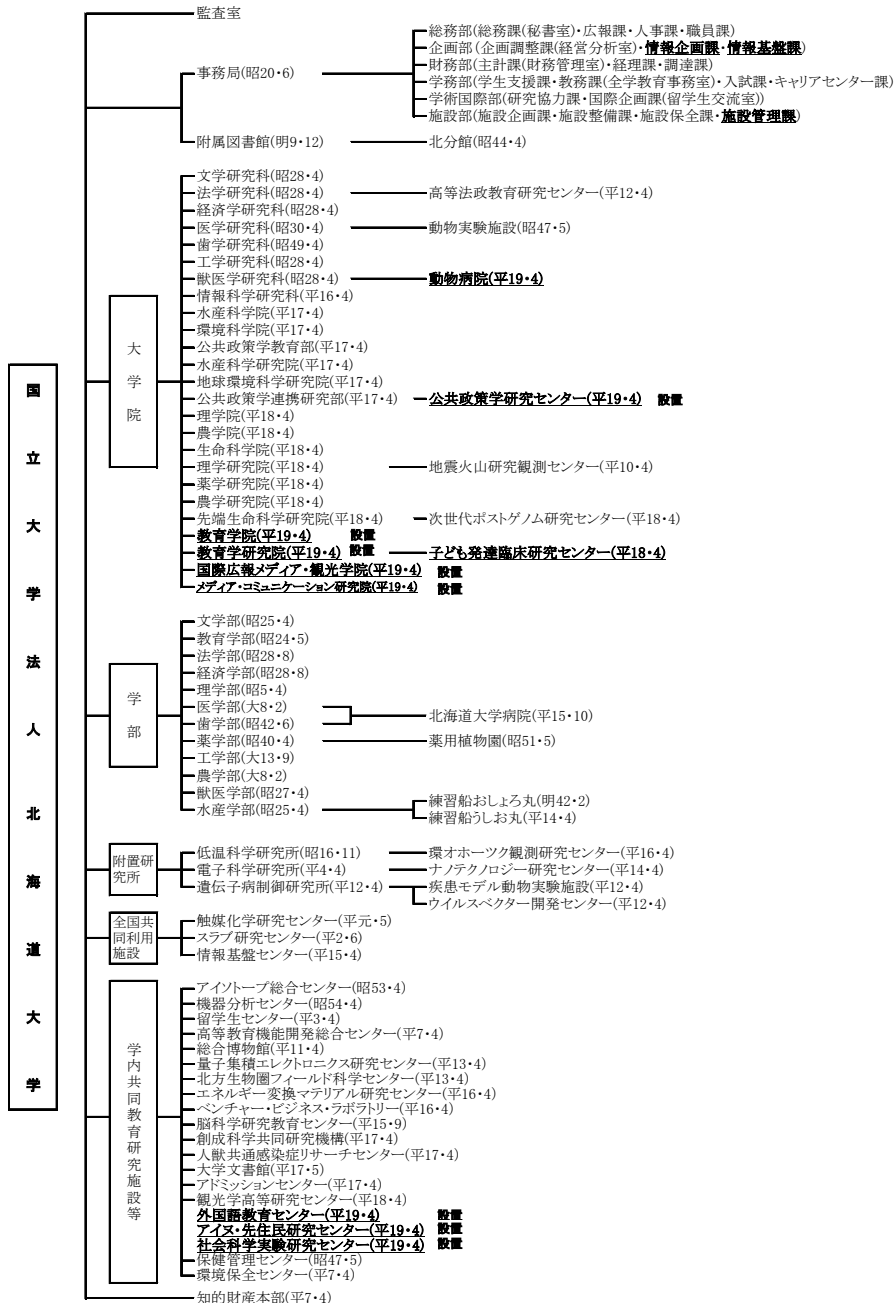 監査室
総務部(総務課(秘書室)・広報課・人事課・職員課)
企画部(企画調整課(経営分析室)・情報企画課・情報基盤課)
財務部(主計課(財務管理室)・経理課・調達課)
事務局(昭20・6)
学務部(学生支援課・教務課(全学教育事務室)・入試課・キャリアセンター課)
学術国際部(研究協力課・国際企画課(留学生交流室))
施設部(施設企画課・施設整備課・施設保全課・施設管理課)
附属図書館(明9・12) 北分館(昭44・4)
国立大学法人北海道大学
大学院
文学研究科(昭28・4)
法学研究科(昭28・4) 高等法政教育研究センター(平12・4)
経済学研究科(昭28・4)
医学研究科(昭30・4) 動物実験施設(昭47・5)
歯学研究科(昭49・4)
工学研究科(昭28・4)
獣医学研究科(昭28・4) 動物病院(平19・4)
情報科学研究科(平16・4)
水産科学院(平17・4)
環境科学院(平17・4)
公共政策学教育部(平17・4)
水産科学研究院(平17・4)
地球環境科学研究院(平17・4)
公共政策学連携研究部(平17・4) 公共政策学研究センター(平19・4) 設置
理学院(平18・4)
農学院(平18・4)
生命科学院(平18・4)
理学研究院(平18・4) 地震火山研究観測センター(平10・4)
薬学研究院(平18・4)
農学研究院(平18・4)
先端生命科学研究院(平18・4) 次世代ポストゲノム研究センター(平18・4)
教育学院(平19・4) 設置
教育学研究院(平19・4) 設置 子ども発達臨床研究センター(平18・4)
国際広報メディア・観光学院(平19・4) 設置
メディア・コミュニケーション研究院(平19・4) 設置
学部
文学部(昭25・4)
教育学部(昭24・5)
法学部(昭28・8)
経済学部(昭28・8)
理学部(昭5・4)
医学部(大8・2)
北海道大学病院(平15・10)
歯学部(昭42・6)
薬学部(昭40・4) 薬用植物園(昭51・5)
工学部(大13・9)
農学部(大8・2)
獣医学部(昭27・4)
水産学部(昭25・4) 練習船おしょろ丸(明42・2)
練習船うしお丸(平14・4)
附置研
究所
低温科学研究所(昭16・11) 環オホーツク観測研究センター(平16・4)
電子科学研究所(平4・4) ナノテクノロジー研究センター(平14・4)
遺伝子病制御研究所(平12・4) 疾患モデル動物実験施設(平12・4)
ウイルスベクター開発センター(平12・4)
全国共
同利用
施設
触媒化学研究センター(平元・5)
スラブ研究センター(平2・6)
情報基盤センター(平15・4)
学内共同教育研究施設等
アイソトープ総合センター(昭53・4)
機器分析センター(昭54・4)
留学生センター(平3・4)
高等教育機能開発総合センター(平7・4)
総合博物館(平11・4)
量子集積エレクトロニクス研究センター(平13・4)
北方生物圏フィールド科学センター(平13・4)
エネルギー変換マテリアル研究センター(平16・4)
ベンチャー・ビジネス・ラボラトリー(平16・4)
脳科学研究教育センター(平15・9)
創成科学共同研究機構(平17・4)
人獣共通感染症リサーチセンター(平17・4)
大学文書館(平17・5)
アドミッションセンター(平17・4)
観光学高等研究センター(平18・4)
外国語教育センター(平19・4) 設置
アイヌ・先住民研究センター(平19・4) 設置
社会科学実験研究センター(平19・4) 設置
保健管理センター(昭47・5)
環境保全センター(平7・4)
知的財産本部(平7・4)